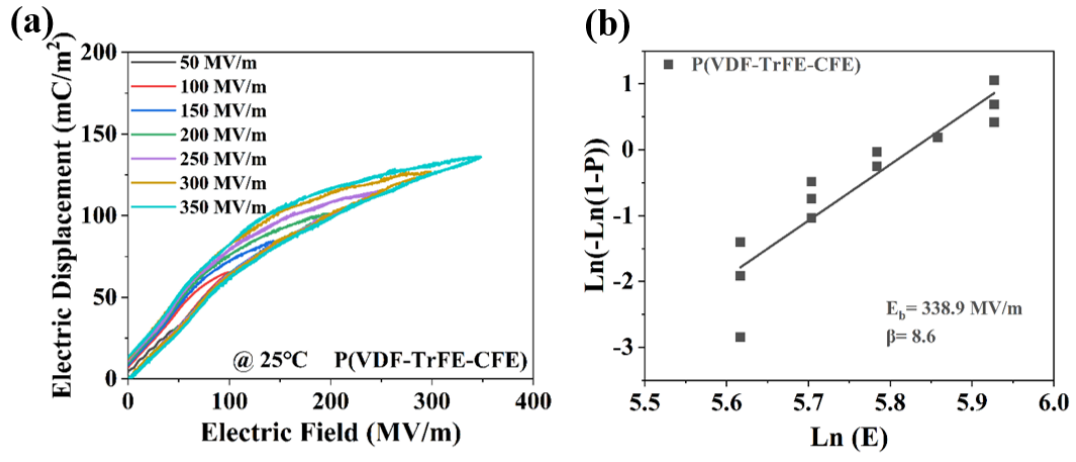 (a)
Electric Displacement (mC/m²)
200
150
100
50
0
50 MV/m
100 MV/m
150 MV/m
200 MV/m
250 MV/m
300 MV/m
350 MV/m
@ 25°C P(VDF-TrFE-CFE)
0 100 200 300 400
Electric Field (MV/m)
(b)
Ln(-Ln(1-P))
1
0
-1
-2
-3
P(VDF-TrFE-CFE)
E_b= 338.9 MV/m
β= 8.6
5.5 5.6 5.7 5.8 5.9 6.0
Ln (E)